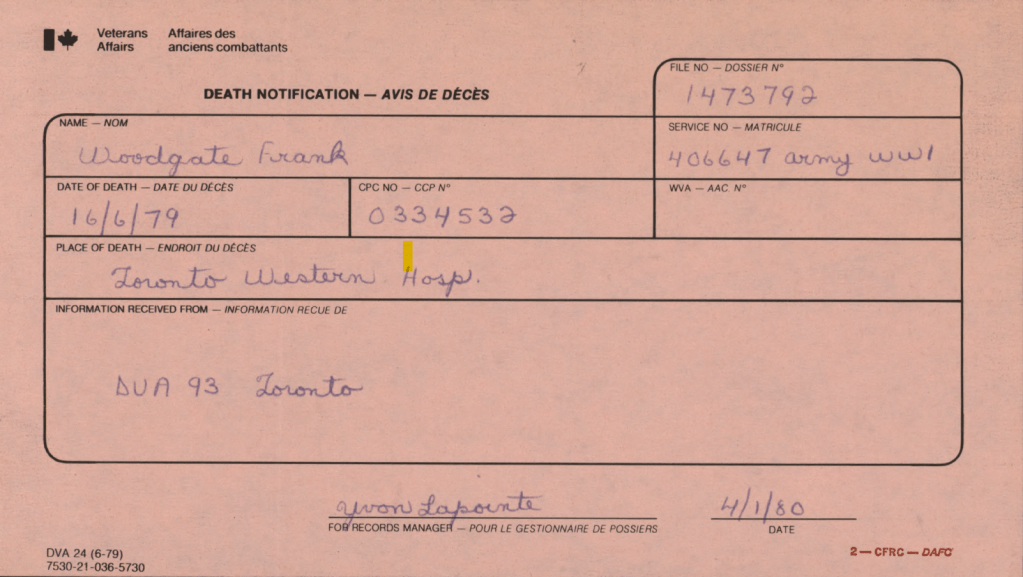 Veterans Affairs
Affaires des anciens combattants
DEATH NOTIFICATION — AVIS DE DÉCÈS
FILE NO — DOSSIER N°
1473792
NAME — NOM
Woodgate Frank
SERVICE NO — MATRICULE
406647 army WW1
DATE OF DEATH — DATE DU DÉCÈS
16/6/79
CPC NO — CCP N°
0334532
WVA — AAC. N°
PLACE OF DEATH — ENDROIT DU DÉCÈS
Toronto Western Hosp.
INFORMATION RECEIVED FROM — INFORMATION RECUE DE
DVA 93 Toronto
Yvon Lapointe
FOR RECORDS MANAGER — POUR LE GESTIONNAIRE DE POSSIERS
4/1/80
DATE
DVA 24 (6-79)
7530-21-036-5730
2 — CFRC — DAFC